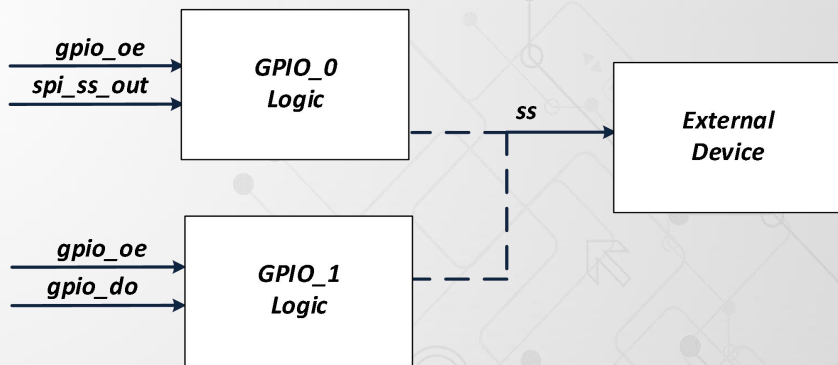 gpio_oe
spi_ss_out
GPIO_0
Logic
ss
External
Device
gpio_oe
gpio_do
GPIO_1
Logic